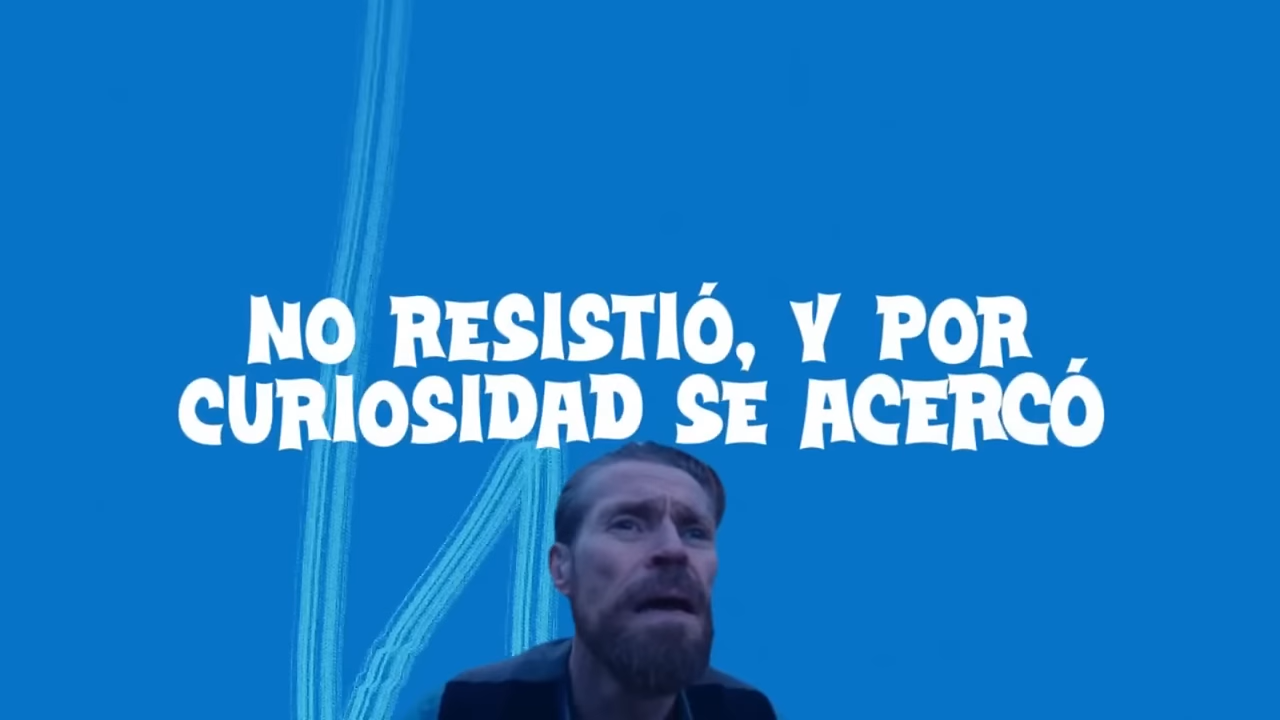 NO RESISTIÓ, Y POR
CURIOSIDAD SE ACERCÓ